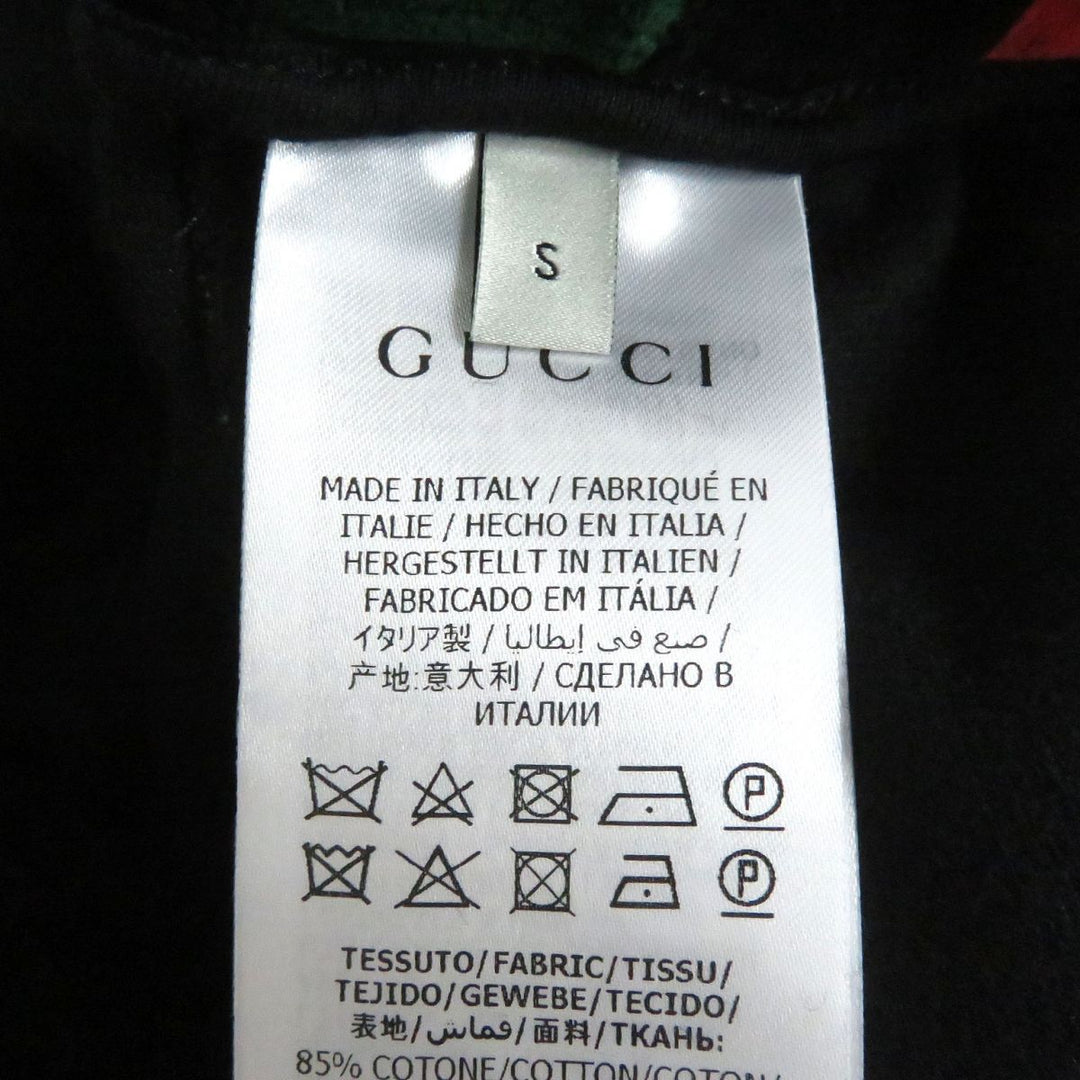 S
GUCCI
MADE IN ITALY / FABRIQUÉ EN
ITALIE / HECHO EN ITALIA /
HERGESTELLT IN ITALIEN /
FABRICADO EM ITÁLIA /
イタリア製 / صنع في إيطاليا /
产地:意大利 / СДЕЛАНО В
ИТАЛИИ
P
P
TESSUTO/FABRIC/TISSU/
TEJIDO/GEWEBE/TECIDO/
表地/قماش/面料/ТКАНЬ:
85% COTONE/COTTON/COTON/